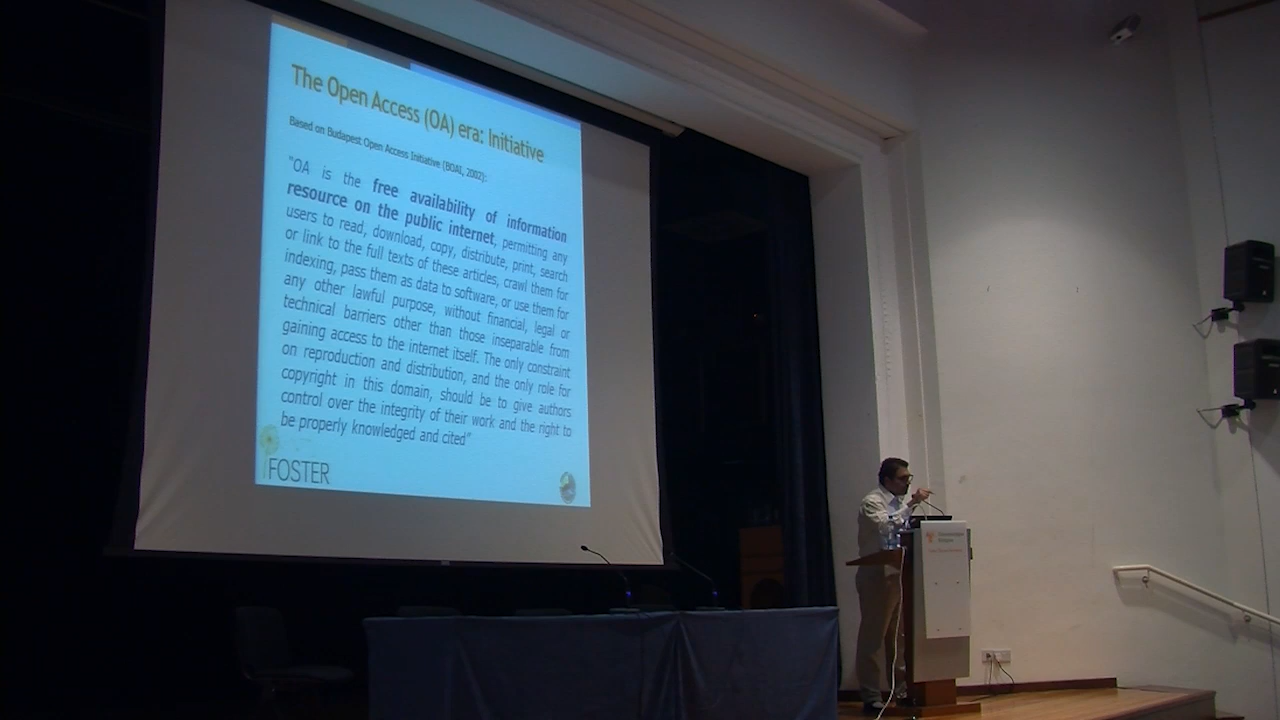 The Open Access (OA) era: Initiative
Based on Budapest Open Access Initiative (BOAI, 2002):
"OA is the free availability of information
resource on the public internet, permitting any
users to read, download, copy, distribute, print, search
or link to the full texts of these articles, crawl them for
indexing, pass them as data to software, or use them for
any other lawful purpose, without financial, legal or
technical barriers other than those inseparable from
gaining access to the internet itself. The only constraint
on reproduction and distribution, and the only role for
copyright in this domain, should be to give authors
control over the integrity of their work and the right to
be properly knowledged and cited"
FOSTER